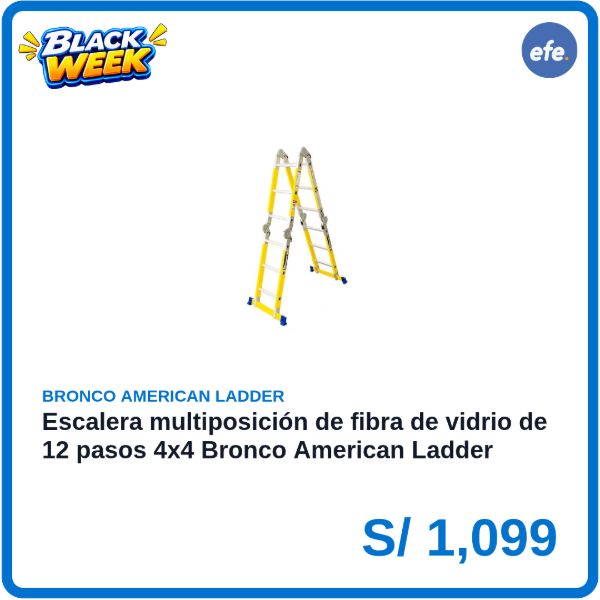 BLACK
WEEK
efe.
BRONCO AMERICAN LADDER
Escalera multiposición de fibra de vidrio de
12 pasos 4x4 Bronco American Ladder
S/ 1,099